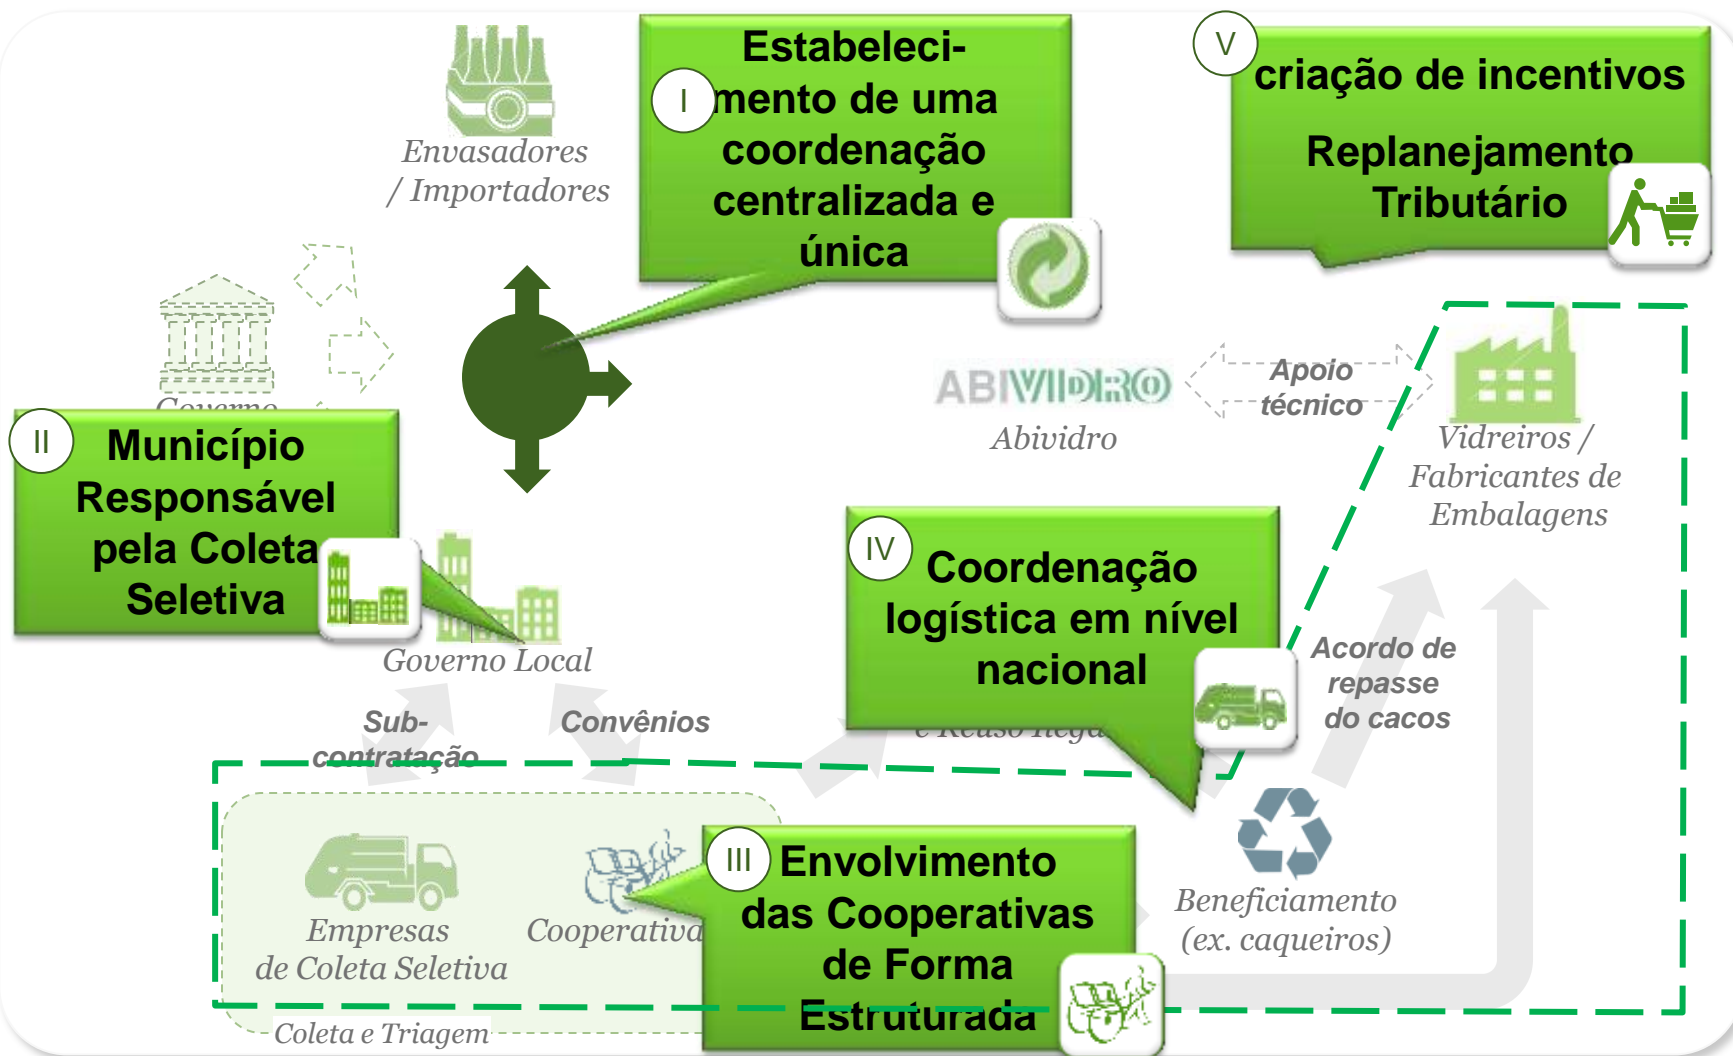 Estabeleci-
I
mento de uma
coordenação
centralizada e
única
V
criação de incentivos
Replanejamento
Tributário
Envasadores
/ Importadores
Governo
II
Município
Responsável
pela Coleta
Seletiva
ABIVIDRO
Abividro
Apoio
técnico
Vidreiros /
Fabricantes de
Embalagens
IV
Coordenação
logística em nível
nacional
Governo Local
Sub-
contratação
Convênios
Acordo de
repasse
do cacos
e Reuso
III
Envolvimento
das Cooperativas
de Forma
Estruturada
Empresas
de Coleta Seletiva
Cooperativa
Beneficiamento
(ex. caqueiros)
Coleta e Triagem